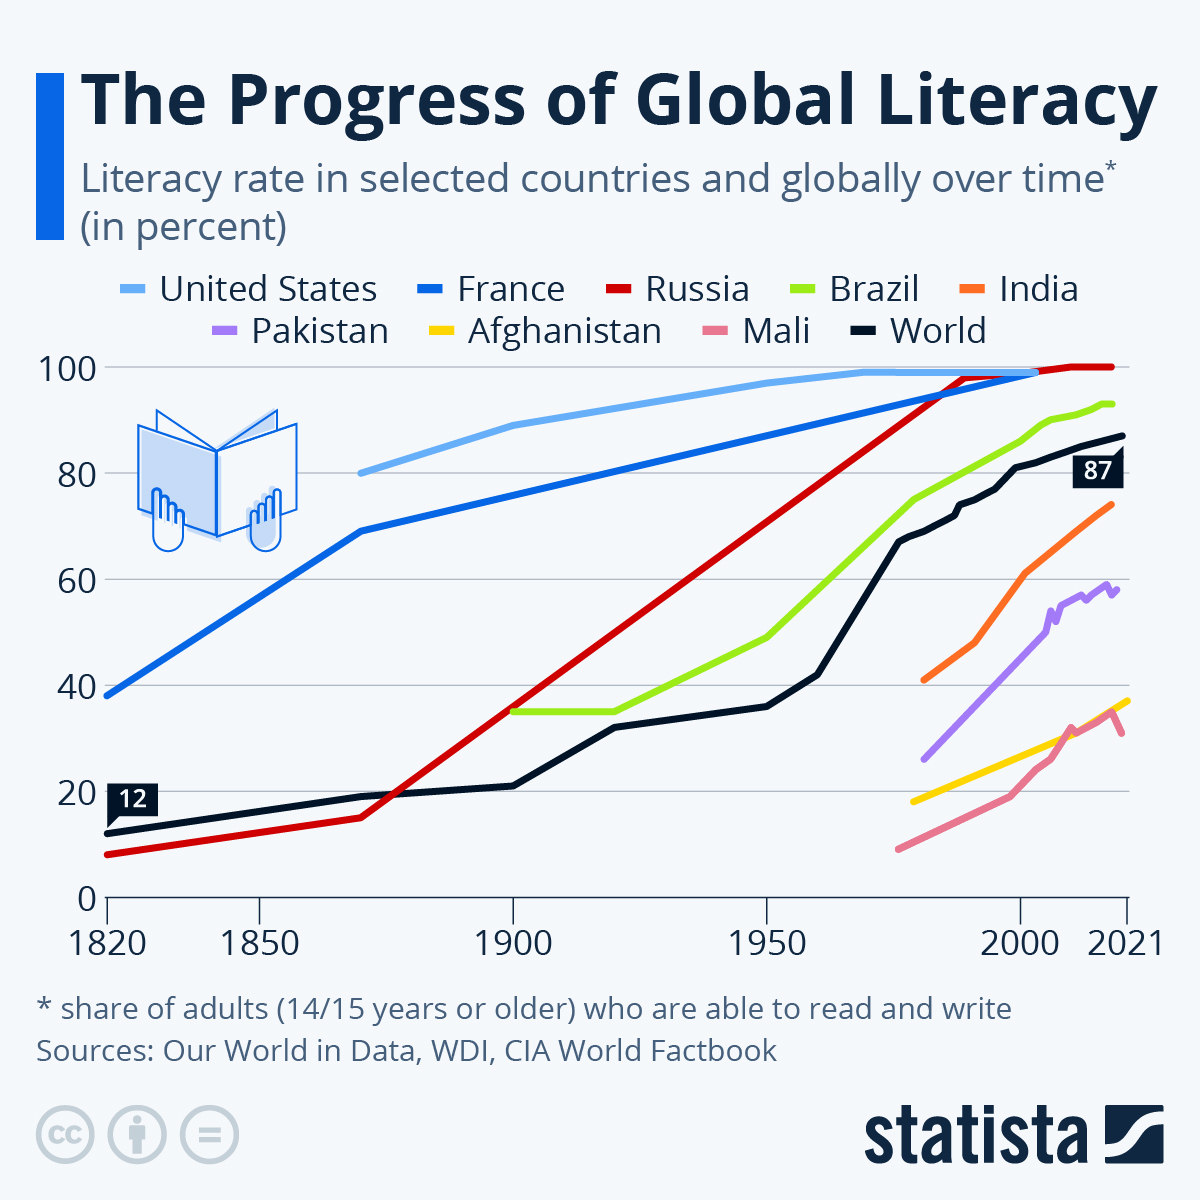 The Progress of Global Literacy
Literacy rate in selected countries and globally over time*
(in percent)
United States France Russia Brazil India
Pakistan Afghanistan Mali World
100
80
87
60
40
20
12
0
1820 1850 1900 1950 2000 2021
* share of adults (14/15 years or older) who are able to read and write
Sources: Our World in Data, WDI, CIA World Factbook
cc
statista